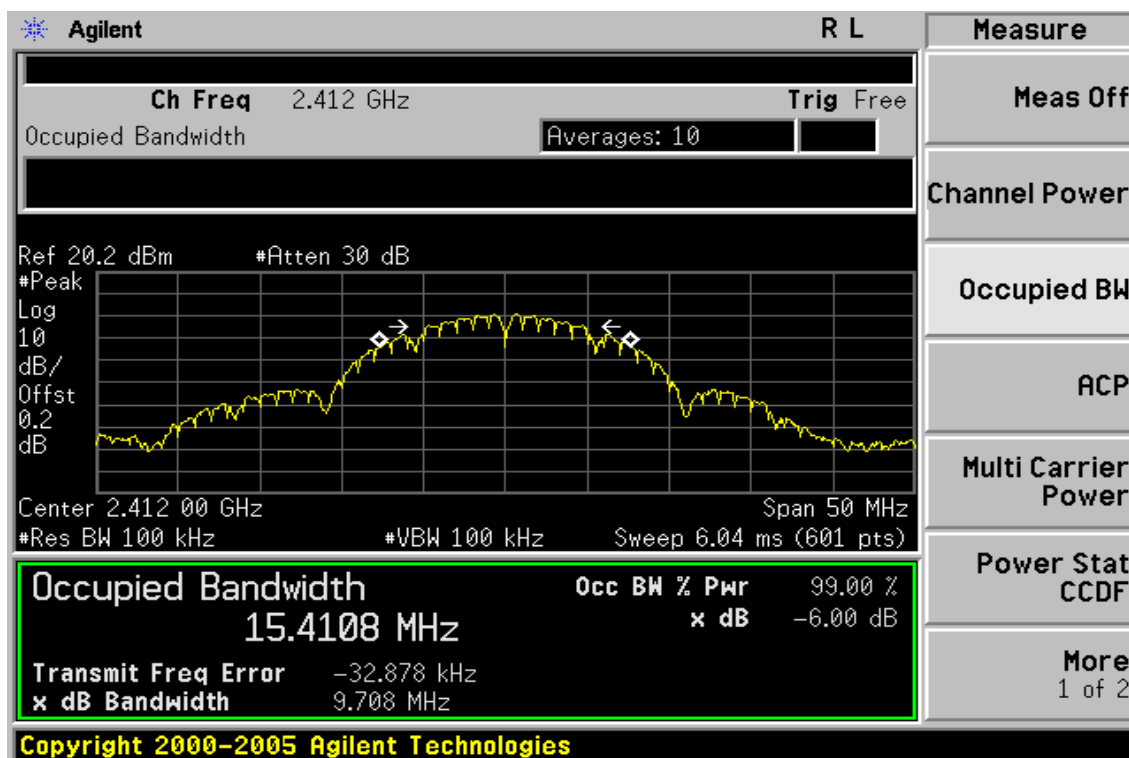 Agilent
R L
Measure
Ch Freq 2.412 GHz
Trig Free
Occupied Bandwidth
Averages: 10
Ref 20.2 dBm #Atten 30 dB
#Peak
Log
10
dB/
Offst
0.2
dB
Center 2.412 00 GHz
Span 50 MHz
#Res BW 100 kHz
#VBW 100 kHz
Sweep 6.04 ms (601 pts)
Occupied Bandwidth
15.4108 MHz
Occ BW % Pwr 99.00 %
x dB -6.00 dB
Transmit Freq Error -32.878 kHz
x dB Bandwidth 9.708 MHz
Meas Off
Channel Power
Occupied BW
ACP
Multi Carrier
Power
Power Stat
CCDF
More
1 of 2
Copyright 2000-2005 Agilent Technologies